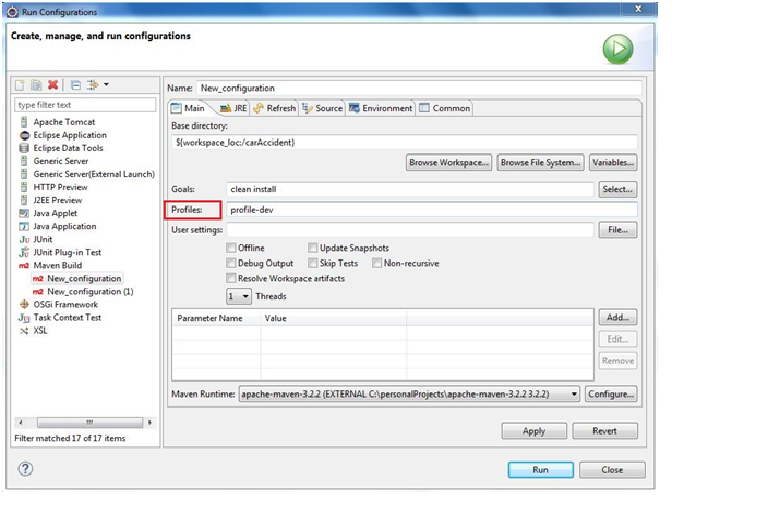 Run Configurations
x
Create, manage, and run configurations
type filter text
Apache Tomcat
Eclipse Application
Eclipse Data Tools
Generic Server
Generic Server(External Launch)
HTTP Preview
J2EE Preview
Java Applet
Java Application
Ju JUnit
JUnit Plug-in Test
m2 Maven Build
m2 New_configuration
m2 New_configuration (1)
OSGi Framework
Ju Task Context Test
XSL
Filter matched 17 of 17 items
Name: New_configuration
Main JRE Refresh Source Environment Common
Base directory:
${workspace_loc:/carAccident}
Browse Workspace... Browse File System... Variables...
Goals: clean install Select...
Profiles: profile-dev
User settings: File...
Offline Update Snapshots
Debug Output Skip Tests Non-recursive
Resolve Workspace artifacts
1 Threads
Parameter Name Value Add...
Edit...
Remove
Maven Runtime: apache-maven-3.2.2 (EXTERNAL C:\personalProjects\apache-maven-3.2.2 3.2.2) Configure...
Apply Revert
? Run Close